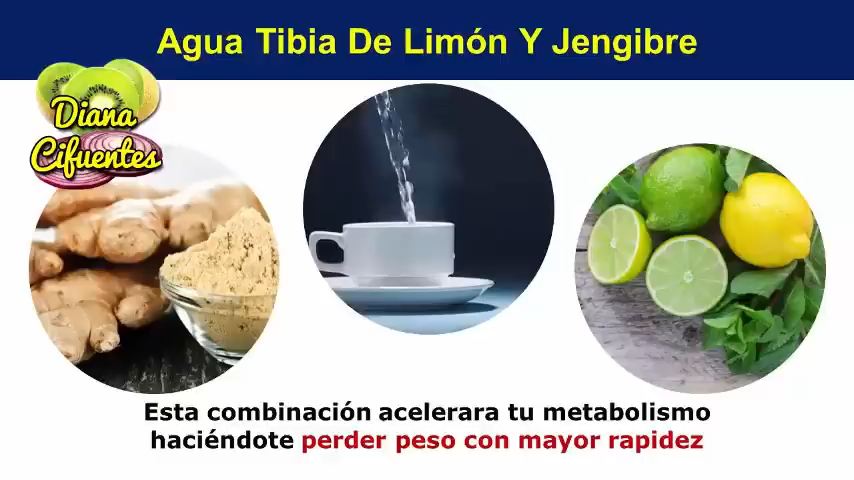 Agua Tibia De Limón Y Jengibre
Diana
Cifuentes
Esta combinación acelerara tu metabolismo
haciéndote perder peso con mayor rapidez